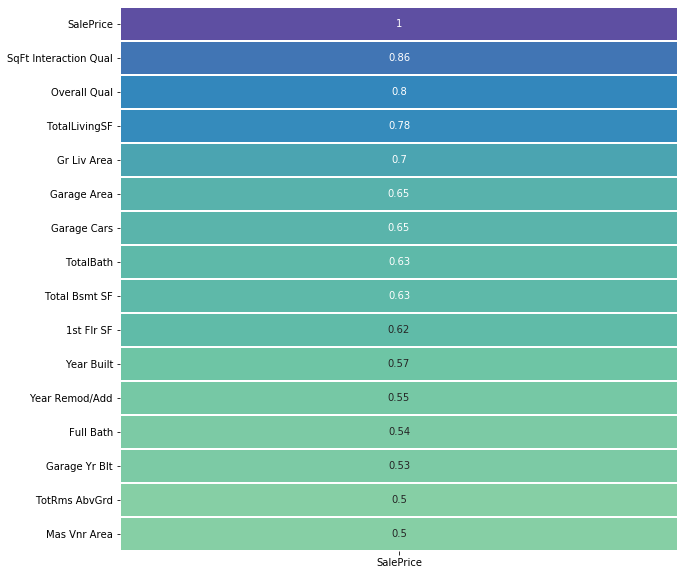 SalePrice 1
SqFt Interaction Qual 0.86
Overall Qual 0.8
TotalLivingSF 0.78
Gr Liv Area 0.7
Garage Area 0.65
Garage Cars 0.65
TotalBath 0.63
Total Bsmt SF 0.63
1st Flr SF 0.62
Year Built 0.57
Year Remod/Add 0.55
Full Bath 0.54
Garage Yr Blt 0.53
TotRms AbvGrd 0.5
Mas Vnr Area 0.5
SalePrice